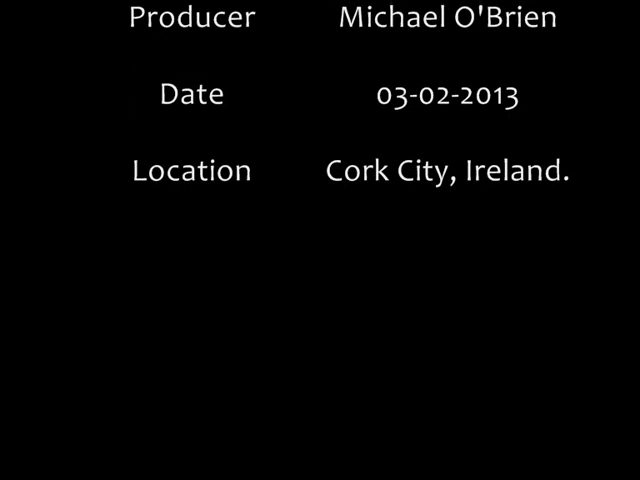 Producer Michael O'Brien
Date 03-02-2013
Location Cork City, Ireland.